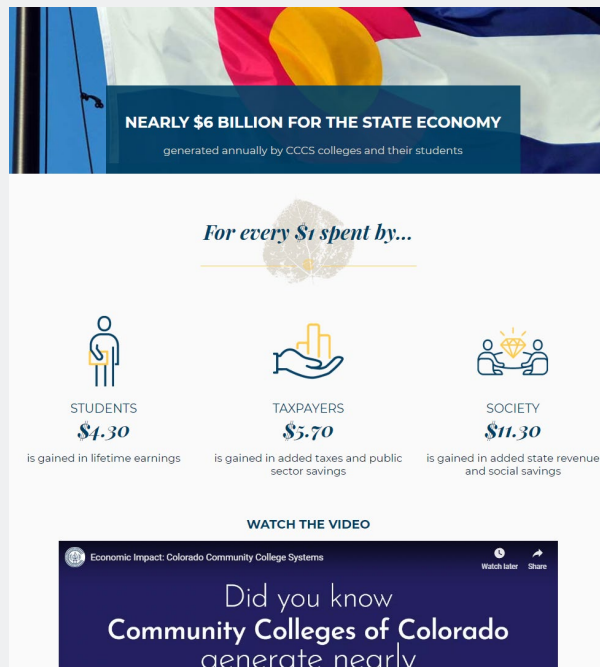 NEARLY $6 BILLION FOR THE STATE ECONOMY
generated annually by CCCS colleges and their students
For every $1 spent by...
STUDENTS
$4.30
is gained in lifetime earnings
TAXPAYERS
$5.70
is gained in added taxes and public
sector savings
SOCIETY
$11.30
is gained in added state revenue
and social savings
WATCH THE VIDEO
Economic Impact: Colorado Community College Systems
Watch later
Share
Did you know
Community Colleges of Colorado
generate nearly